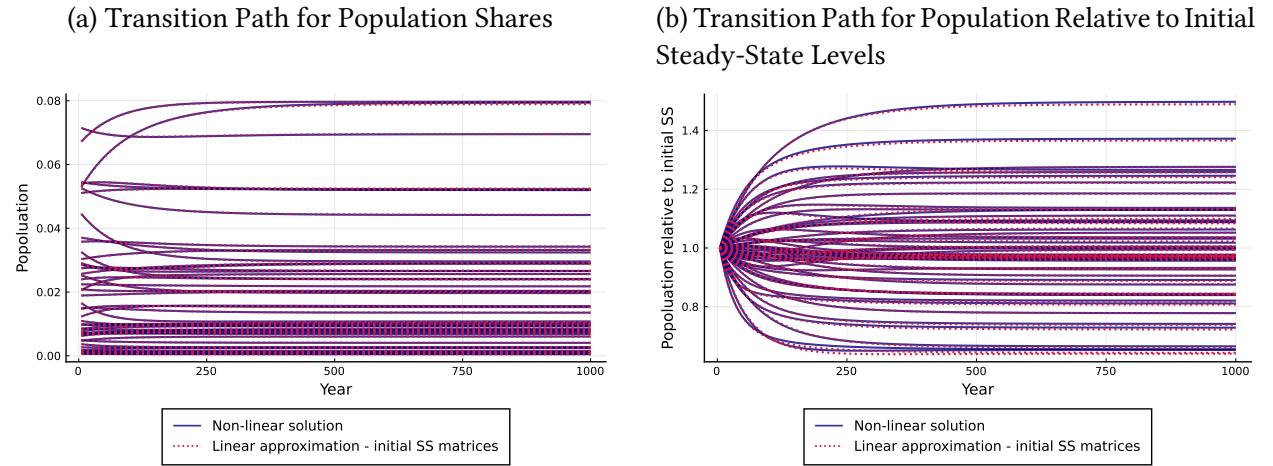 (a) Transition Path for Population Shares
(b) Transition Path for Population Relative to Initial
Steady-State Levels
Popoluation
0.08
0.06
0.04
0.02
0.00
0
250
500
750
1000
Year
Non-linear solution
Linear approximation - initial SS matrices
Popoluation relative to initial SS
1.4
1.2
1.0
0.8
0
250
500
750
1000
Year
Non-linear solution
Linear approximation - initial SS matrices